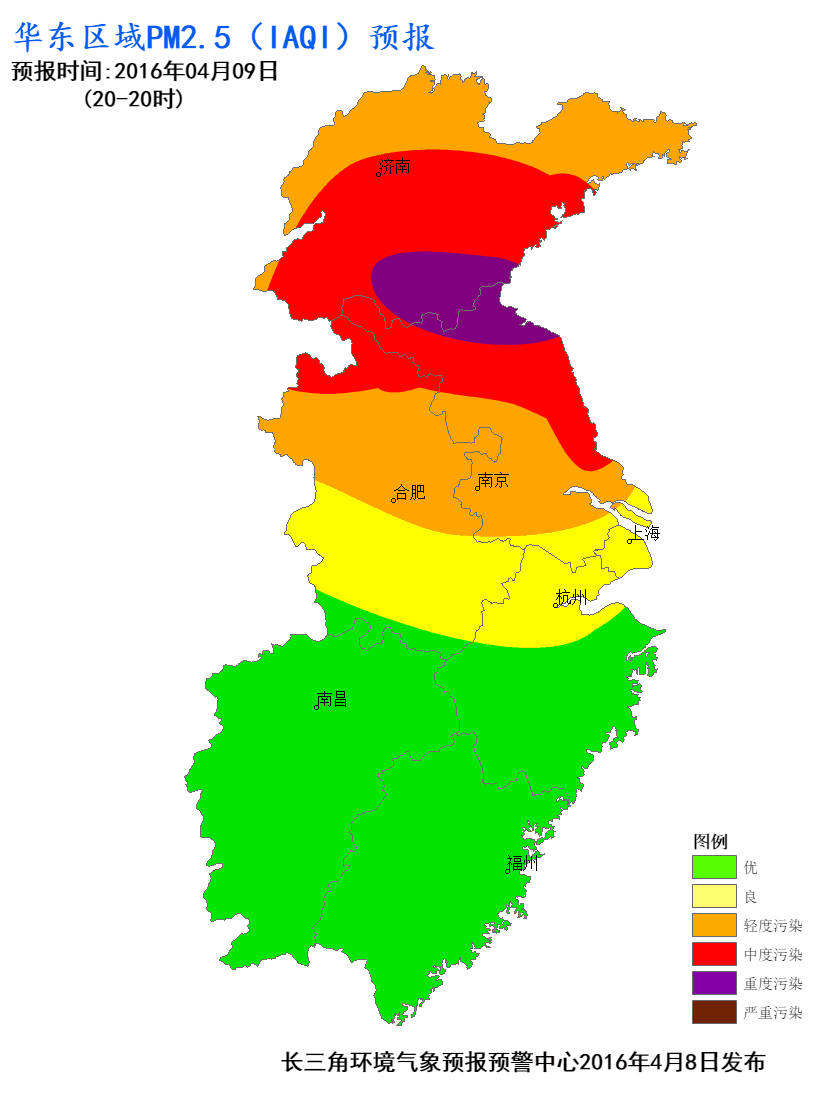 华东区域PM2.5（IAQI）预报
预报时间:2016年04月09日
(20-20时)
济南
合肥
南京
上海
杭州
南昌
福州
图例
优
良
轻度污染
中度污染
重度污染
严重污染
长三角环境气象预报预警中心2016年4月8日发布